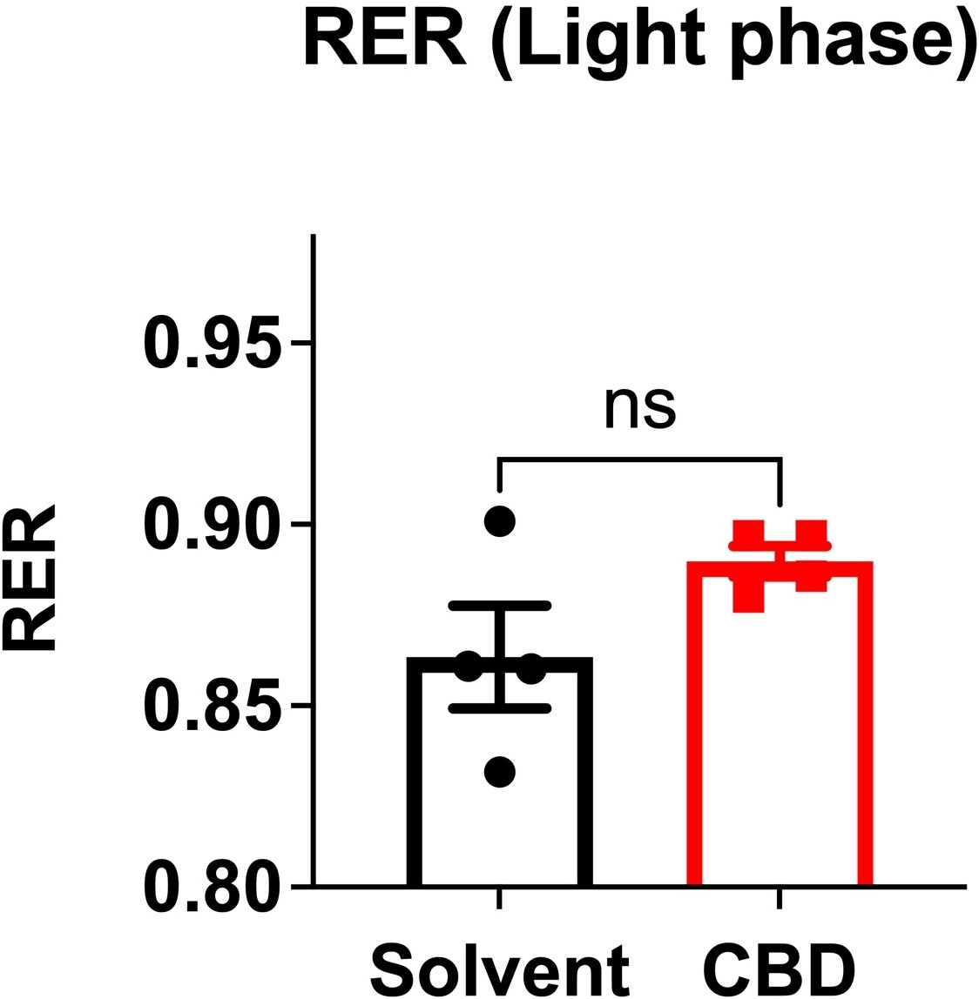 RER (Light phase)
0.95
ns
0.90
RER
0.85
0.80
Solvent CBD